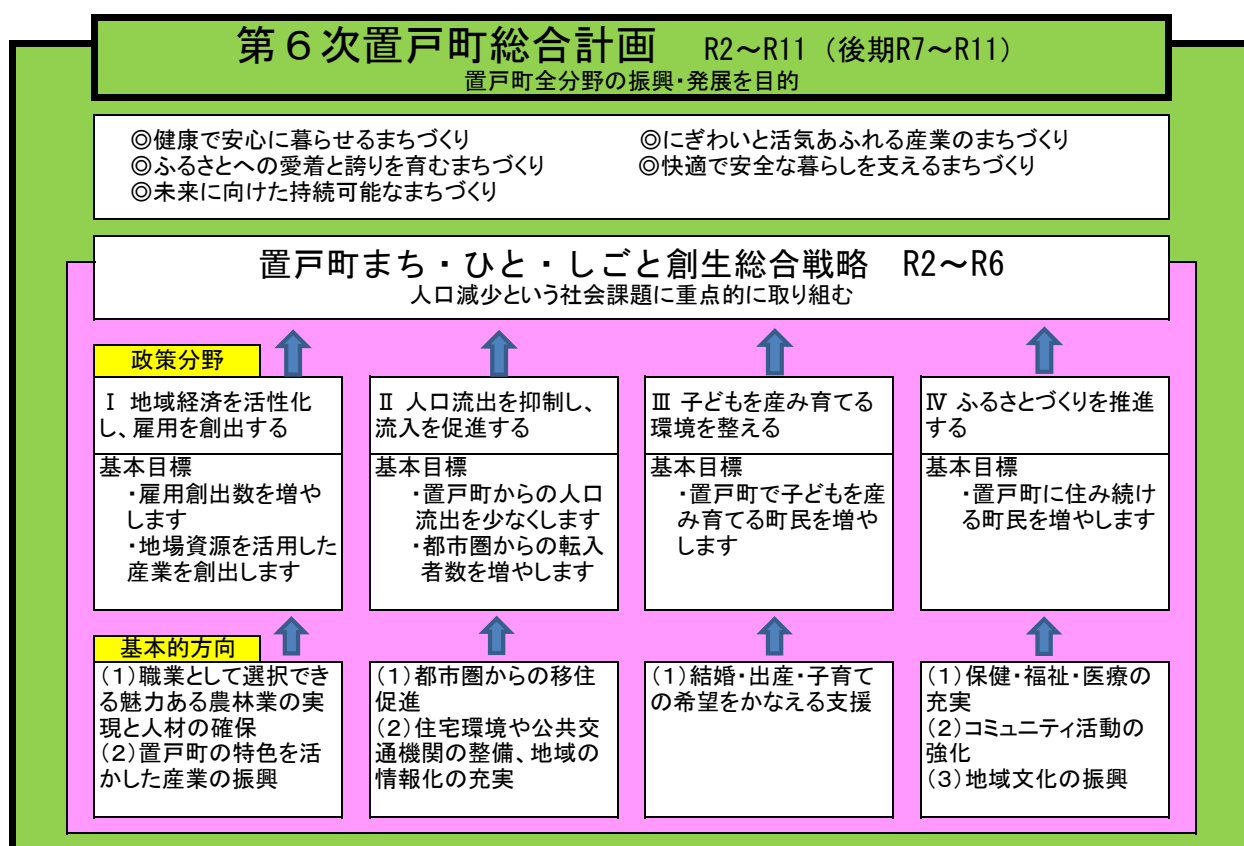 第６次置戸町総合計画　R2～R11（後期R7～R11）
置戸町全分野の振興・発展を目的
◎健康で安心に暮らせるまちづくり
◎にぎわいと活気あふれる産業のまちづくり
◎ふるさとへの愛着と誇りを育むまちづくり
◎快適で安全な暮らしを支えるまちづくり
◎未来に向けた持続可能なまちづくり
置戸町まち・ひと・しごと創生総合戦略　R2～R6
人口減少という社会課題に重点的に取り組む
政策分野
Ⅰ 地域経済を活性化
し、雇用を創出する
基本目標
・雇用創出数を増や
します
・地場資源を活用した
産業を創出します
Ⅱ 人口流出を抑制し、
流入を促進する
基本目標
・置戸町からの人口
流出を少なくします
・都市圏からの転入
者数を増やします
Ⅲ 子どもを産み育てる
環境を整える
基本目標
・置戸町で子どもを産
み育てる町民を増や
します
Ⅳ ふるさとづくりを推進
する
基本目標
・置戸町に住み続け
る町民を増やします
基本的方向
（１）職業として選択でき
る魅力ある農林業の実
現と人材の確保
（２）置戸町の特色を活
かした産業の振興
（１）都市圏からの移住
促進
（２）住宅環境や公共交
通機関の整備、地域の
情報化の充実
（１）結婚・出産・子育て
の希望をかなえる支援
（１）保健・福祉・医療の
充実
（２）コミュニティ活動の
強化
（３）地域文化の振興